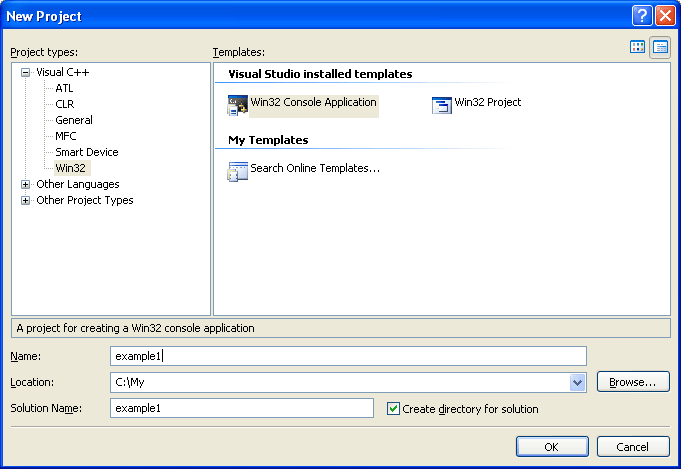 New Project
Project types:
Templates:
Visual C++
ATL
CLR
General
MFC
Smart Device
Win32
Other Languages
Other Project Types
Visual Studio installed templates
Win32 Console Application
Win32 Project
My Templates
Search Online Templates...
A project for creating a Win32 console application
Name:
example1
Location:
C:\My
Browse...
Solution Name:
example1
Create directory for solution
OK
Cancel